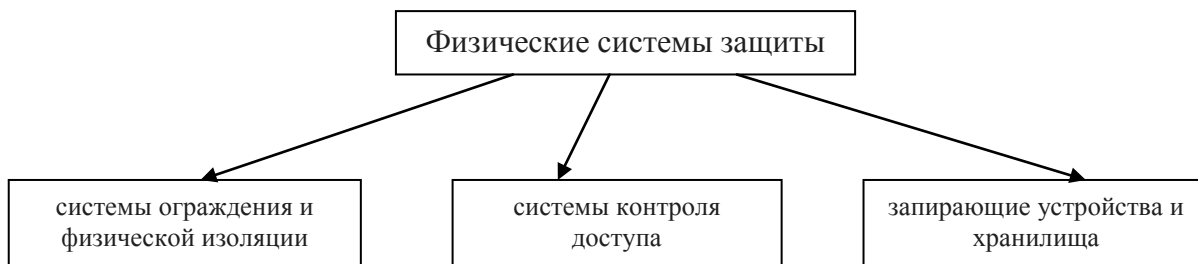 Физические системы защиты
системы ограждения и
физической изоляции
системы контроля
доступа
запирающие устройства и
хранилища